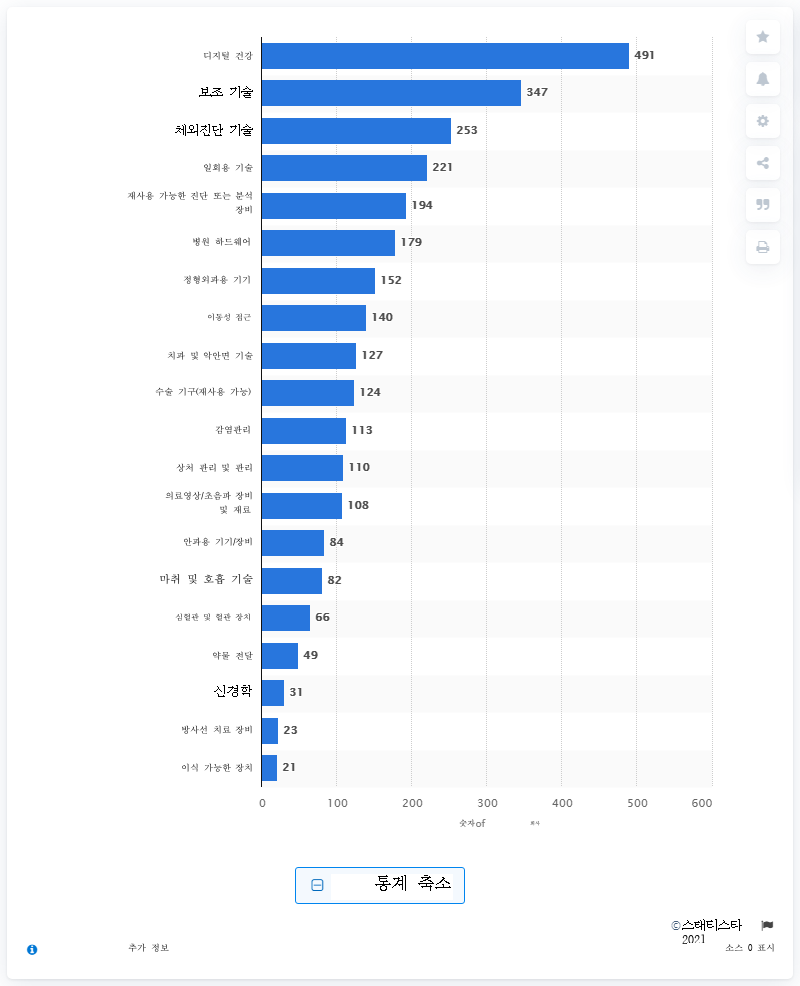 디지털 건강
491
보조 기술
347
체외진단 기술
253
일회용 기술
221
재사용 가능한 진단 또는 분석
장비
194
병원 하드웨어
179
정형외과용 기기
152
이동성 접근
140
치과 및 악안면 기술
127
수술 기구(재사용 가능)
124
감염관리
113
상처 관리 및 관리
110
의료영상/초음파 장비
및 재료
108
안과용 기기/장비
84
마취 및 호흡 기술
82
심혈관 및 혈관 장치
66
약물 전달
49
신경학
31
방사선 치료 장비
23
이식 가능한 장치
21
0 100 200 300 400 500 600
숫자of 회사
통계 축소
©스태티스타
2021
추가 정보
소스 0 표시